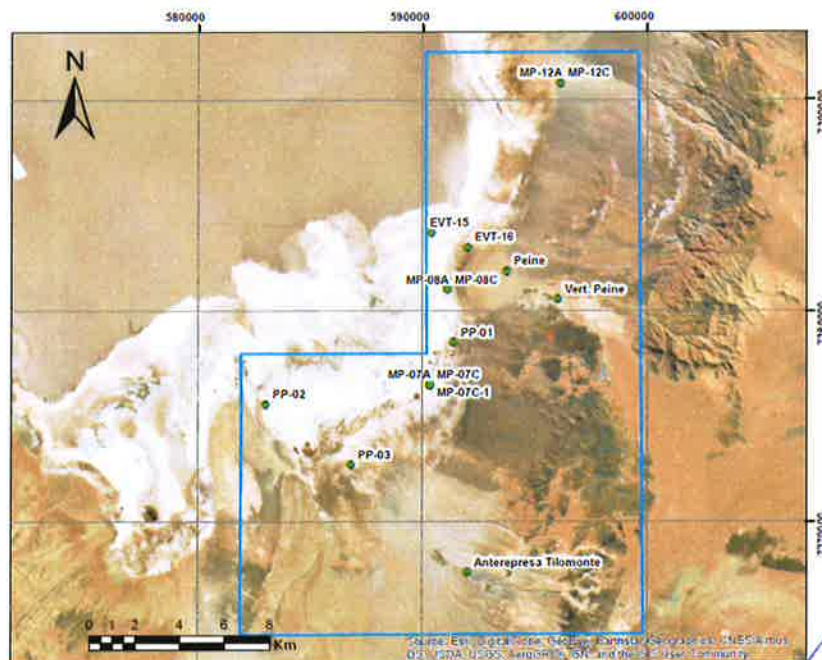 580000 590000 600000
N
MP-12A MP-12C
EVT-15
EVT-16
Peine
MP-08A MP-08C
Vert. Peine
PP-01
MP-07A MP-07C
MP-07C-1
PP-02
PP-03
Anterepresa Tilomonte
0 1 2 4 6 8
Km